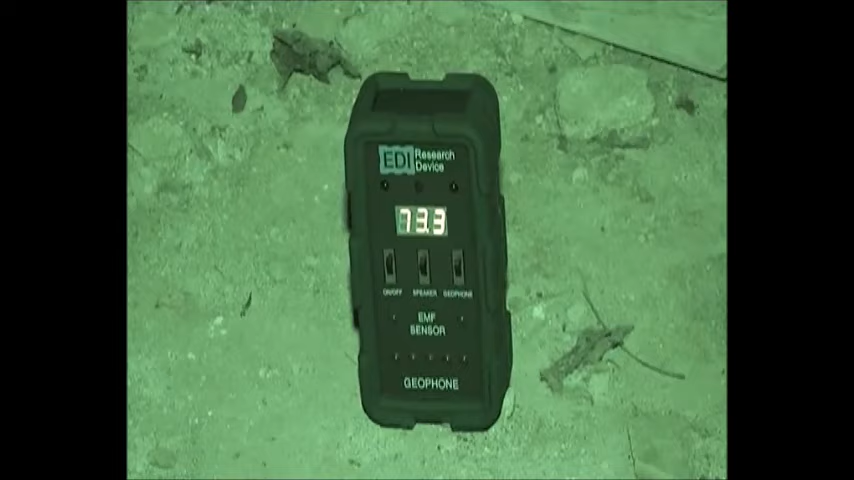 EDI Research
Device
73.3
ON/OFF SPEAKER GEOPHONE
EMF
SENSOR
GEOPHONE